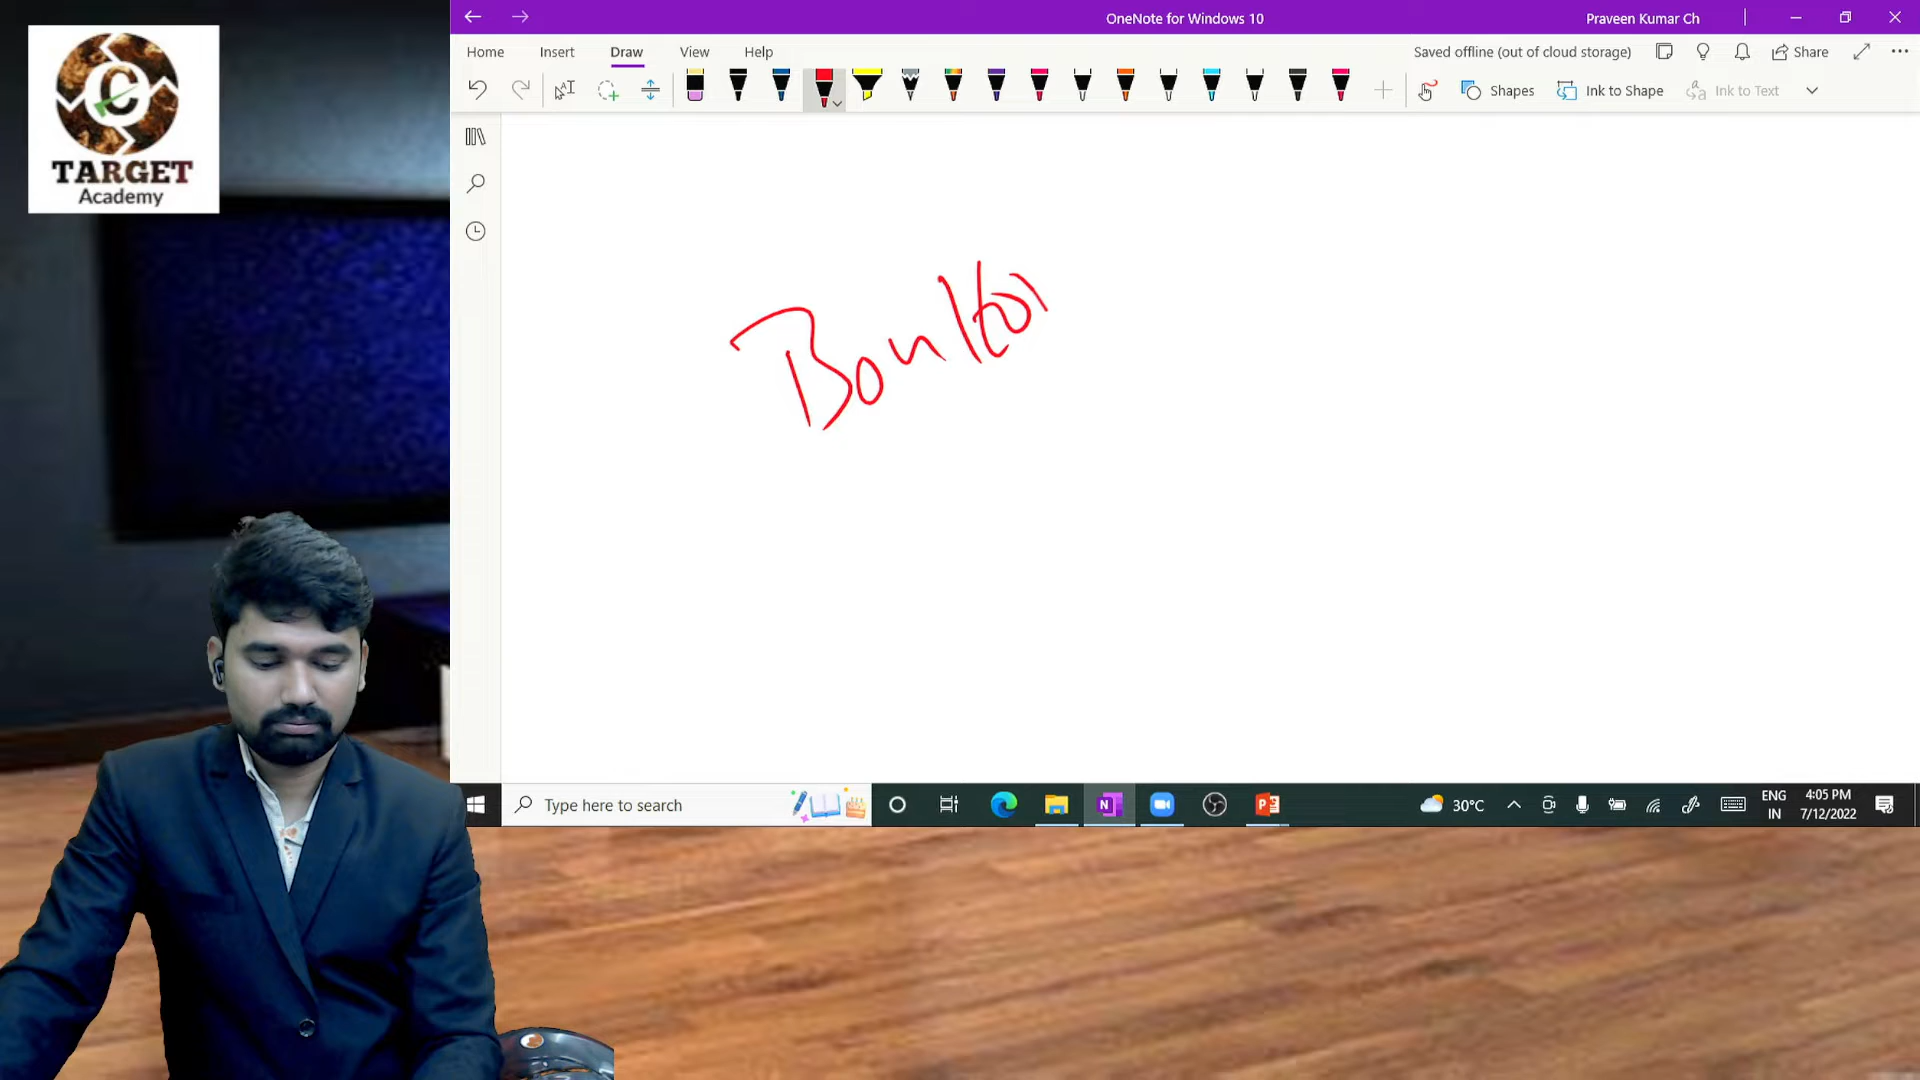 TARGET
Academy
OneNote for Windows 10
Praveen Kumar Ch
Home Insert Draw View Help
Saved offline (out of cloud storage)
Share
Shapes
Ink to Shape
Ink to Text
Type here to search
30°C
ENG
IN
4:05 PM
7/12/2022